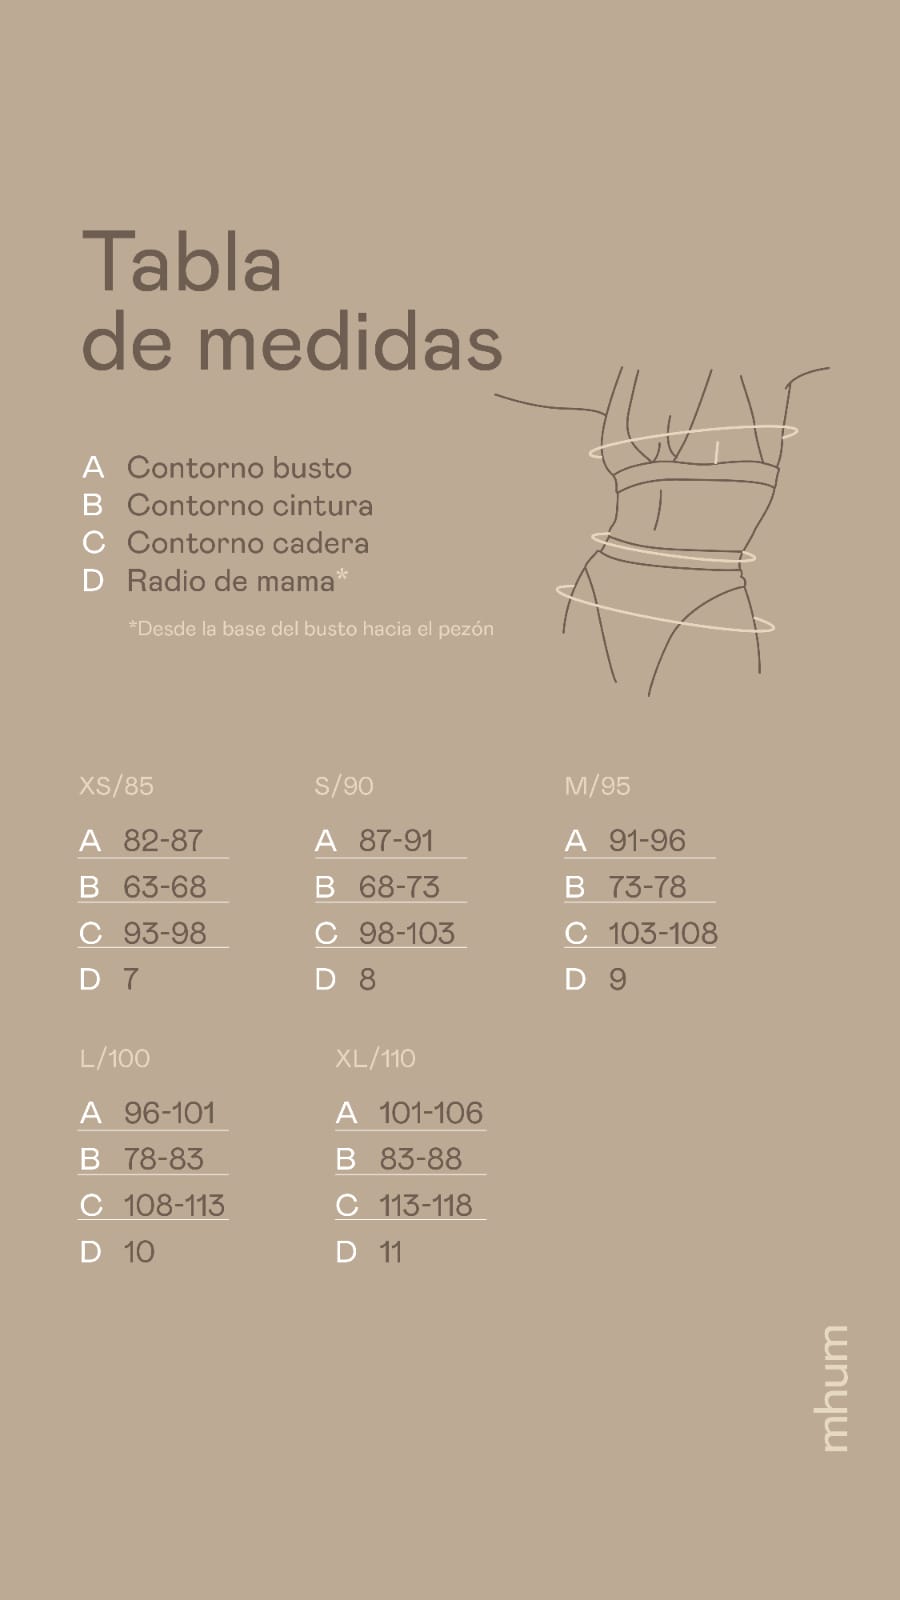 Tabla
de medidas
A Contorno busto
B Contorno cintura
C Contorno cadera
D Radio de mama*
*Desde la base del busto hacia el pezón
XS/85
A 82-87
B 63-68
C 93-98
D 7
S/90
A 87-91
B 68-73
C 98-103
D 8
M/95
A 91-96
B 73-78
C 103-108
D 9
L/100
A 96-101
B 78-83
C 108-113
D 10
XL/110
A 101-106
B 83-88
C 113-118
D 11
mhum